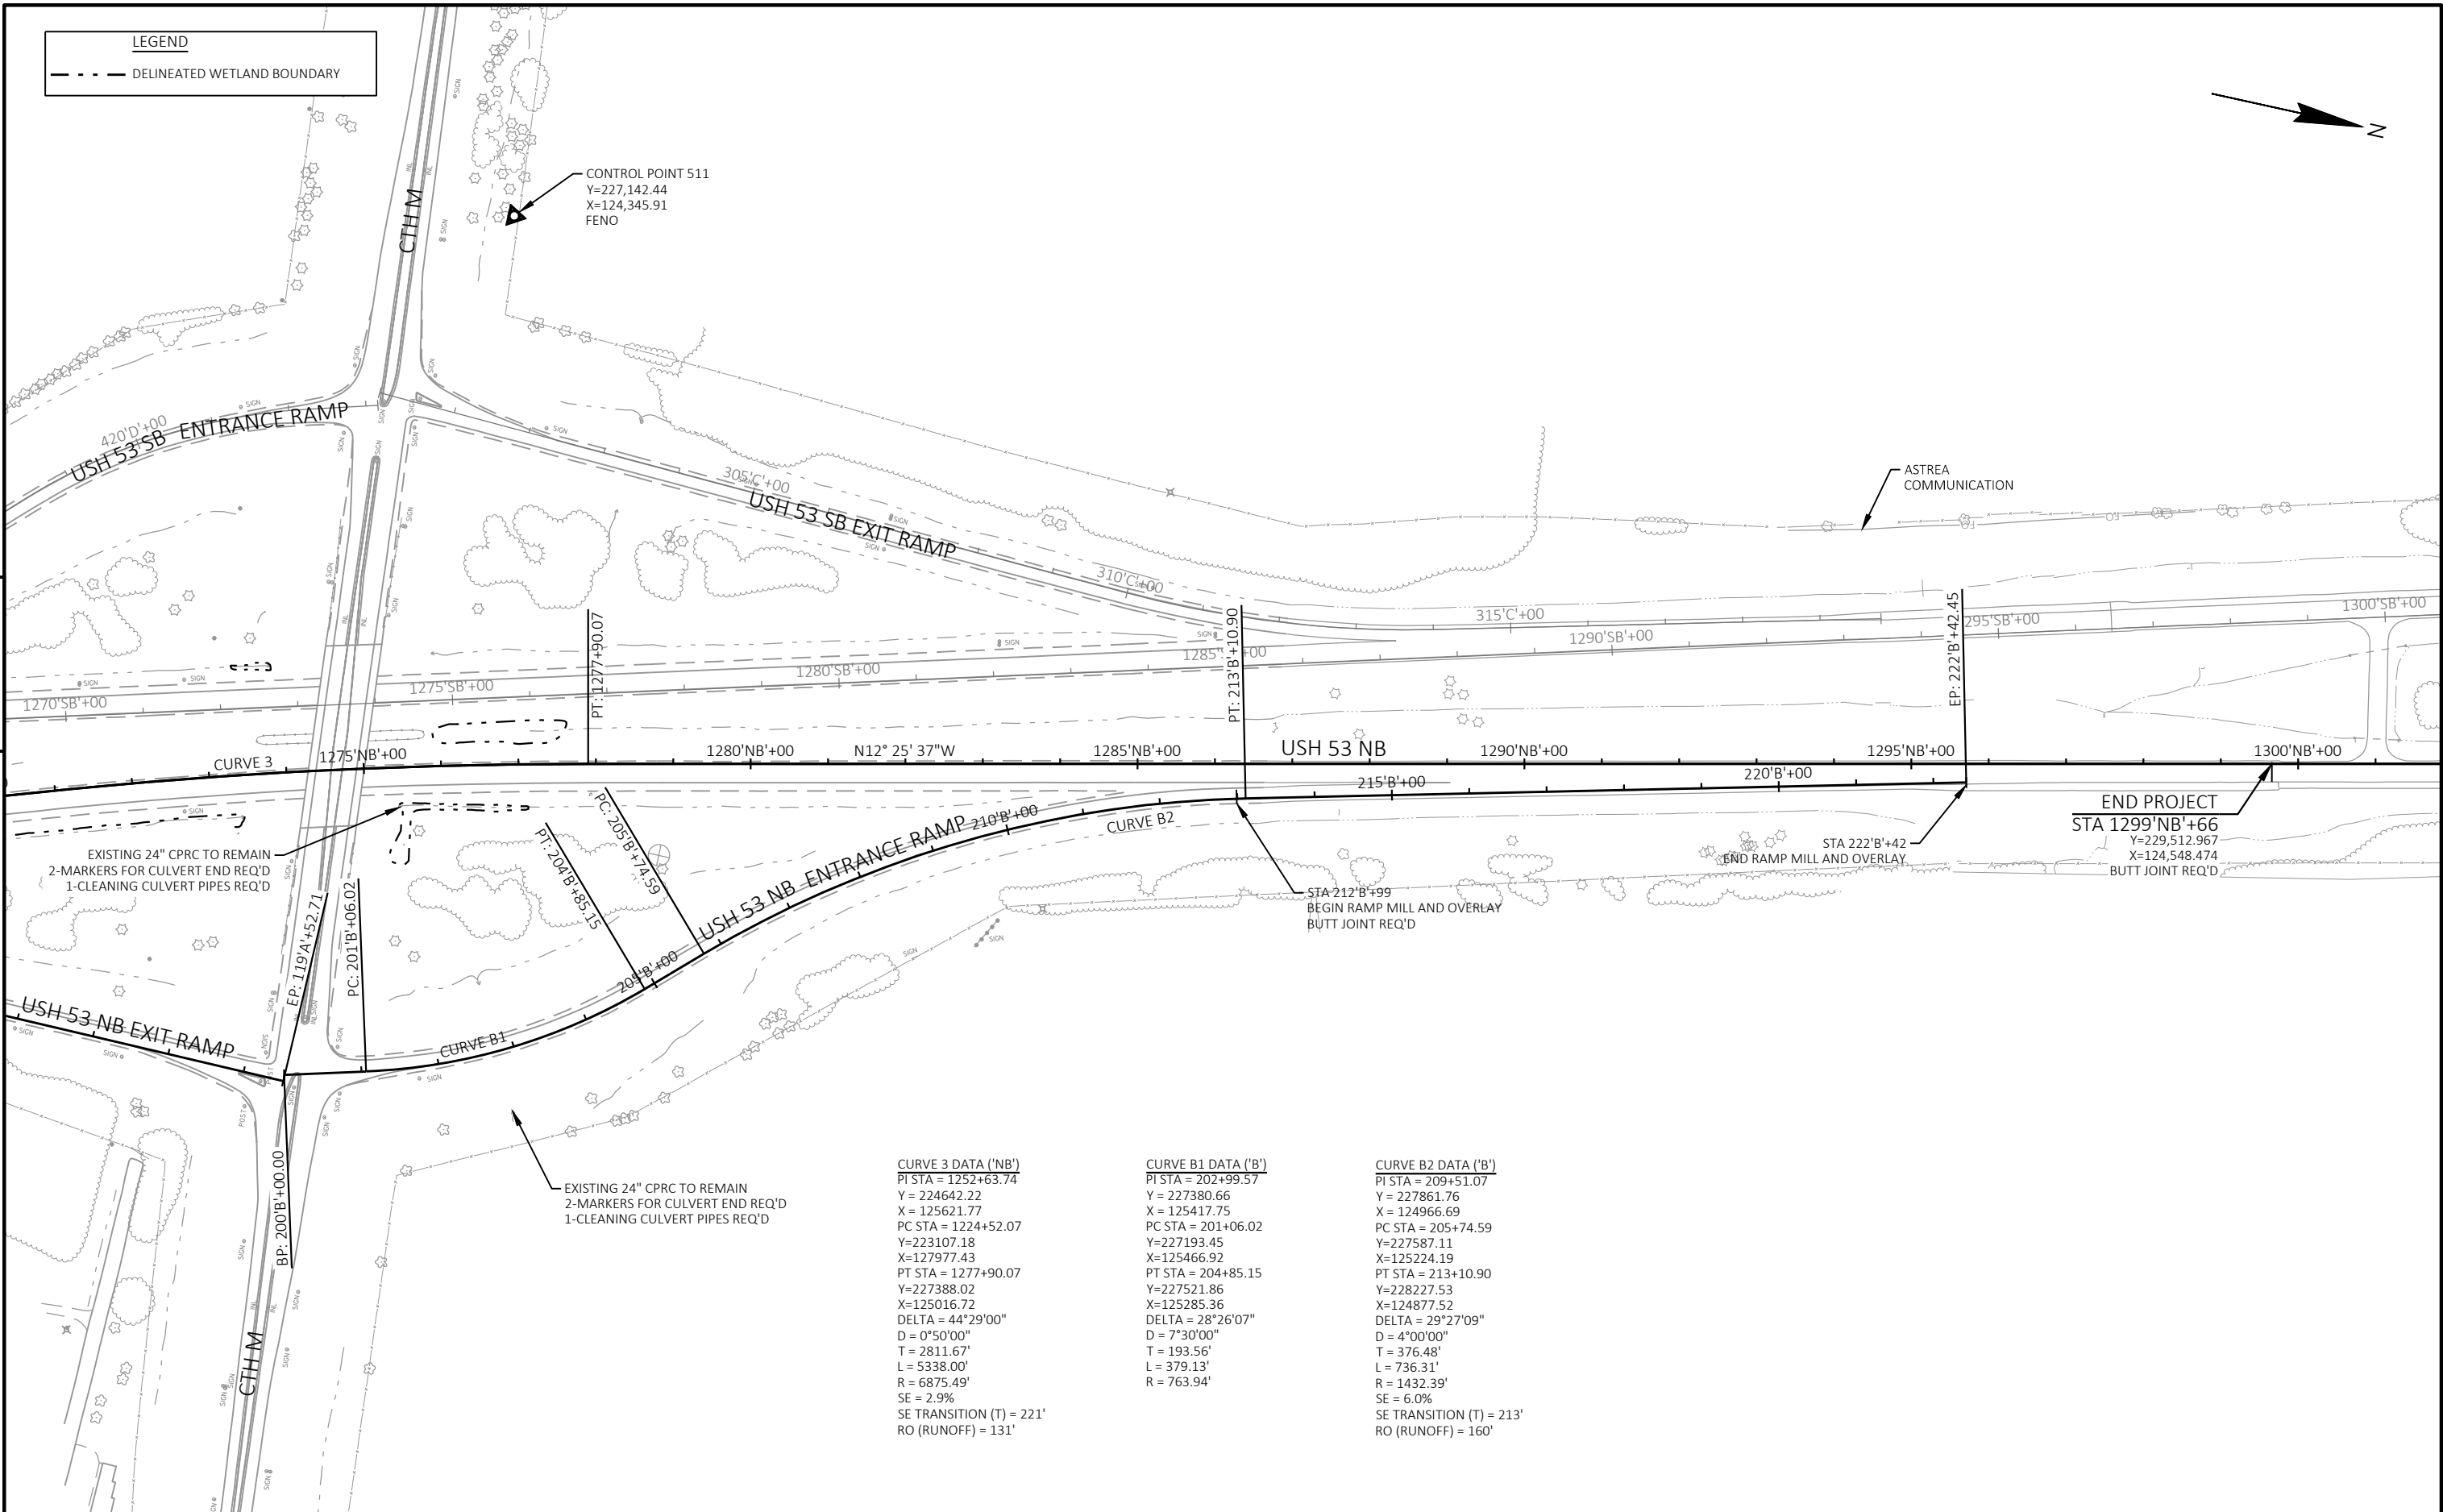 LEGEND
DELINEATED WETLAND BOUNDARY
N
CONTROL POINT 511
Y=227,142.44
X=124,345.91
FENO
CTH M
420'D'+00
USH 53 SB ENTRANCE RAMP
305'C'+00
USH 53 SB EXIT RAMP
310'C'+00
315'C'+00
ASTREA
COMMUNICATION
FO
FO
1270'SB'+00
1275'SB'+00
1280'SB'+00
1290'SB'+00
1300'SB'+00
PT: 1277+90.07
PT: 213'B'+10.90
EP: 222'B'+42.45
CURVE 3
1275'NB'+00
1280'NB'+00
N12° 25' 37"W
1285'NB'+00
USH 53 NB
1290'NB'+00
1295'NB'+00
1300'NB'+00
215'B'+00
220'B'+00
END PROJECT
STA 1299'NB'+66
Y=229,512.967
X=124,548.474
BUTT JOINT REQ'D
STA 222'B'+42
END RAMP MILL AND OVERLAY
STA 212'B'+99
BEGIN RAMP MILL AND OVERLAY
BUTT JOINT REQ'D
EXISTING 24" CPRC TO REMAIN
2-MARKERS FOR CULVERT END REQ'D
1-CLEANING CULVERT PIPES REQ'D
PC: 205'B'+74.59
PT: 204'B'+85.15
USH 53 NB ENTRANCE RAMP
210'B'+00
CURVE B2
205'B'+00
CURVE B1
EP: 119'A'+52.71
PC: 201'B'+06.02
USH 53 NB EXIT RAMP
BP: 200'B'+00.00
CTH M
EXISTING 24" CPRC TO REMAIN
2-MARKERS FOR CULVERT END REQ'D
1-CLEANING CULVERT PIPES REQ'D
CURVE 3 DATA ('NB')
PI STA = 1252+63.74
Y = 224642.22
X = 125621.77
PC STA = 1224+52.07
Y=223107.18
X=127977.43
PT STA = 1277+90.07
Y=227388.02
X=125016.72
DELTA = 44°29'00"
D = 0°50'00"
T = 2811.67'
L = 5338.00'
R = 6875.49'
SE = 2.9%
SE TRANSITION (T) = 221'
RO (RUNOFF) = 131'
CURVE B1 DATA ('B')
PI STA = 202+99.57
Y = 227380.66
X = 125417.75
PC STA = 201+06.02
Y=227193.45
X=125466.92
PT STA = 204+85.15
Y=227521.86
X=125285.36
DELTA = 28°26'07"
D = 7°30'00"
T = 193.56'
L = 379.13'
R = 763.94'
CURVE B2 DATA ('B')
PI STA = 209+51.07
Y = 227861.76
X = 124966.69
PC STA = 205+74.59
Y=227587.11
X=125224.19
PT STA = 213+10.90
Y=228227.53
X=124877.52
DELTA = 29°27'09"
D = 4°00'00"
T = 376.48'
L = 736.31'
R = 1432.39'
SE = 6.0%
SE TRANSITION (T) = 213'
RO (RUNOFF) = 160'